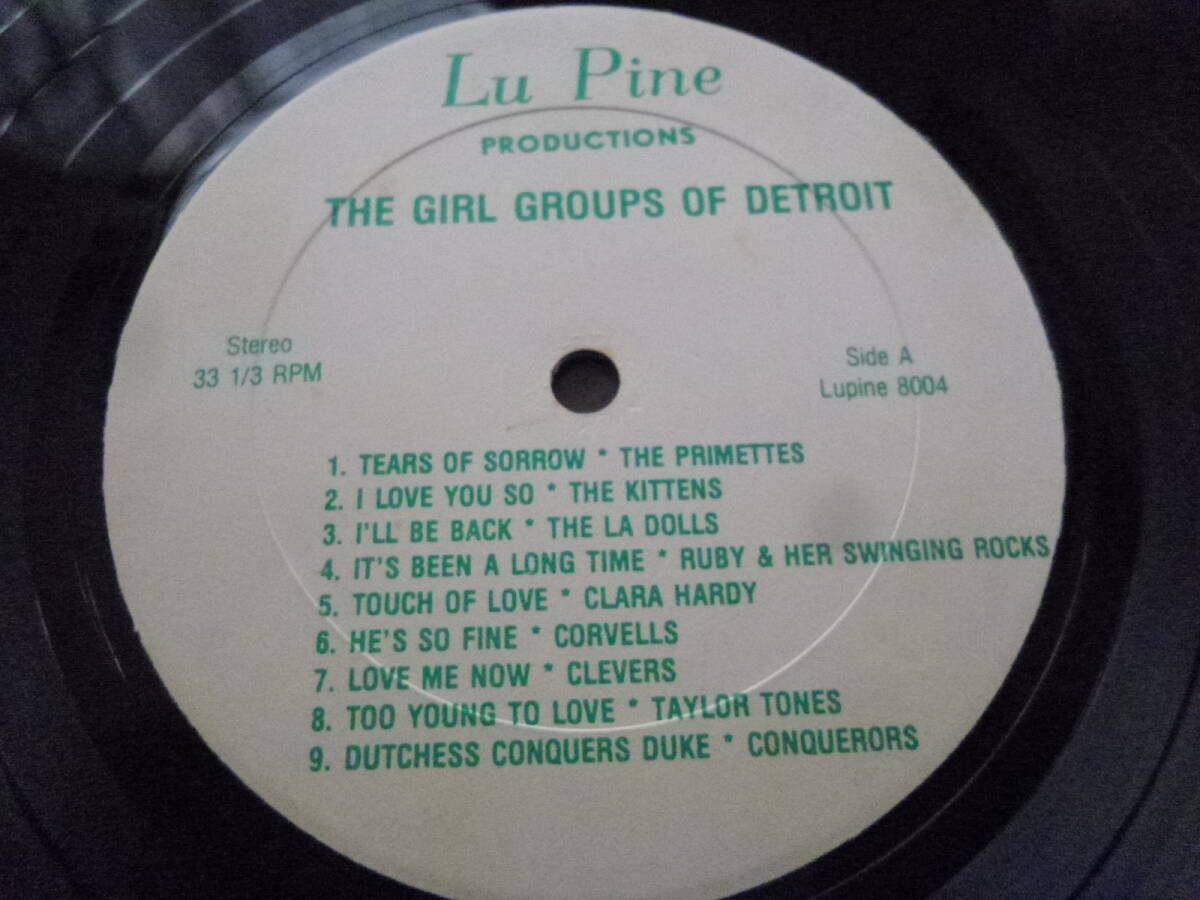 Lu Pine
PRODUCTIONS
THE GIRL GROUPS OF DETROIT
Stereo
33 1/3 RPM
Side A
Lupine 8004
1. TEARS OF SORROW * THE PRIMETTES
2. I LOVE YOU SO * THE KITTENS
3. I'LL BE BACK * THE LA DOLLS
4. IT'S BEEN A LONG TIME * RUBY & HER SWINGING ROCKS
5. TOUCH OF LOVE * CLARA HARDY
6. HE'S SO FINE * CORVELLS
7. LOVE ME NOW * CLEVERS
8. TOO YOUNG TO LOVE * TAYLOR TONES
9. DUTCHESS CONQUERS DUKE * CONQUERORS